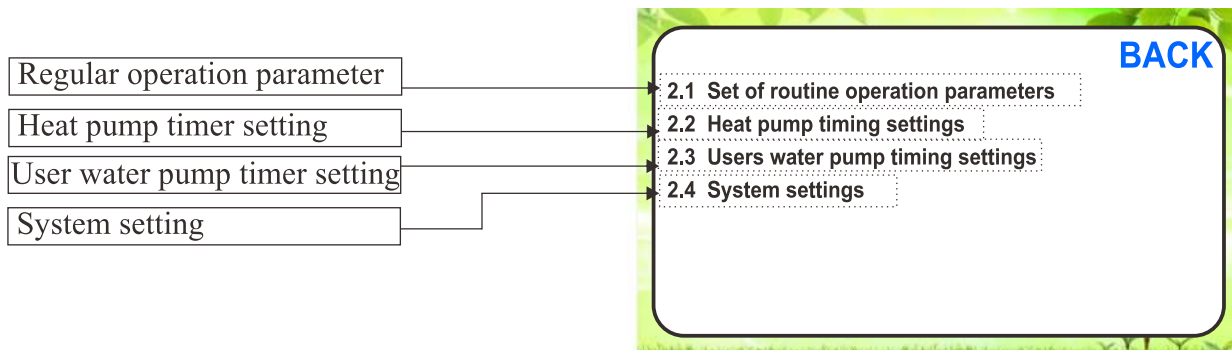 Regular operation parameter
Heat pump timer setting
User water pump timer setting
System setting
BACK
2.1 Set of routine operation parameters
2.2 Heat pump timing settings
2.3 Users water pump timing settings
2.4 System settings